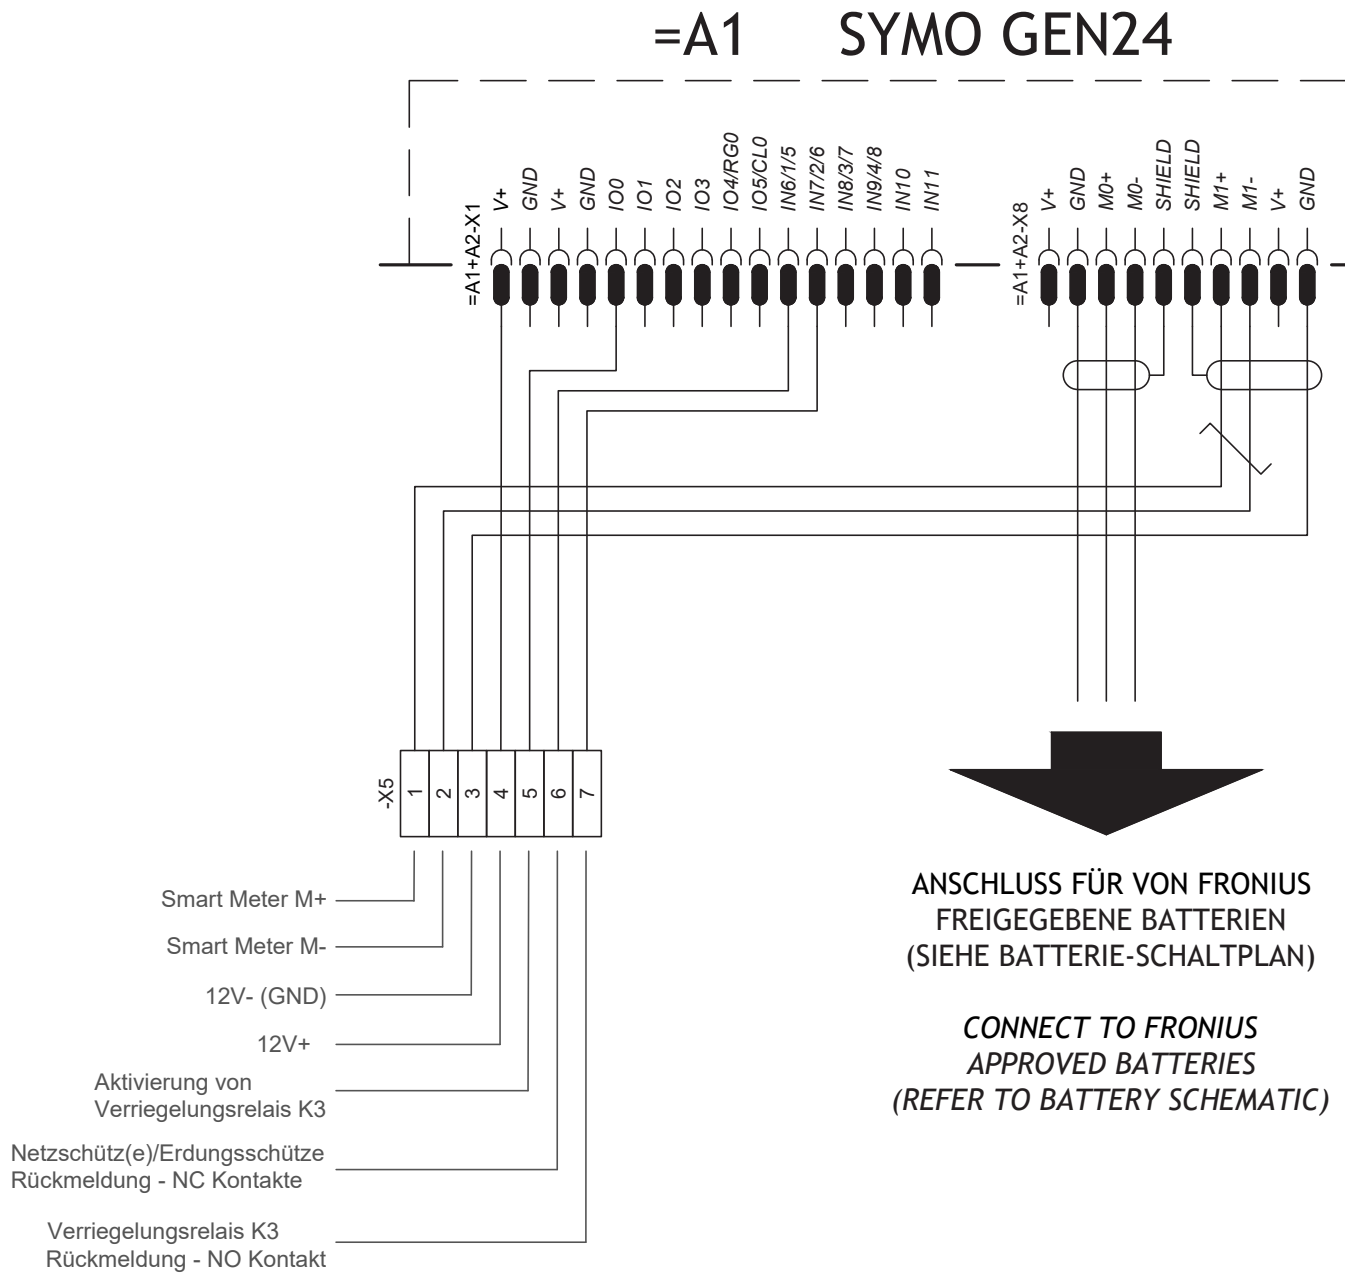 =A1 SYMO GEN24
=A1+A2-X1
V+
GND
V+
GND
IO0
IO1
IO2
IO3
IO4/RG0
IO5/CL0
IN6/1/5
IN7/2/6
IN8/3/7
IN9/4/8
IN10
IN11
=A1+A2-X8
V+
GND
M0+
M0-
SHIELD
SHIELD
M1+
M1-
V+
GND
-X5
1
2
3
4
5
6
7
Smart Meter M+
Smart Meter M-
12V- (GND)
12V+
Aktivierung von
Verriegelungsrelais K3
Netzschütz(e)/Erdungsschütze
Rückmeldung - NC Kontakte
Verriegelungsrelais K3
Rückmeldung - NO Kontakt
ANSCHLUSS FÜR VON FRONIUS
FREIGEGEBENE BATTERIEN
(SIEHE BATTERIE-SCHALTPLAN)
CONNECT TO FRONIUS
APPROVED BATTERIES
(REFER TO BATTERY SCHEMATIC)